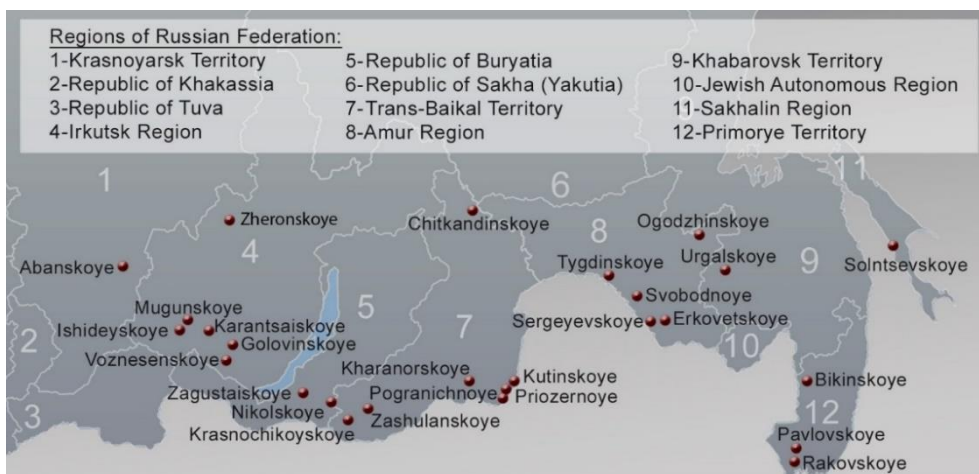 Regions of Russian Federation:
1-Krasnoyarsk Territory
2-Republic of Khakassia
3-Republic of Tuva
4-Irkutsk Region
5-Republic of Buryatia
6-Republic of Sakha (Yakutia)
7-Trans-Baikal Territory
8-Amur Region
9-Khabarovsk Territory
10-Jewish Autonomous Region
11-Sakhalin Region
12-Primorye Territory
11
1
6
Zheronskoye
Chitkandinskoye
Ogodzhinskoye
4
8
Abanskoye
Tygdinskoye
Urgalskoye
9
Solntsevskoye
Mugunskoye
5
Svobodnoye
Ishideyskoye
Karantsaiskoye
7
Sergeyevskoye
Erkovetskoye
Golovinskoye
2
Voznesenskoye
10
Kharanorskoye
Kutinskoye
Bikinskoye
Zagustaiskoye
Pogranichnoye
Priozernoye
Nikolskoye
Zashulanskoye
3
12
Krasnochikoyskoye
Pavlovskoye
Rakovskoye